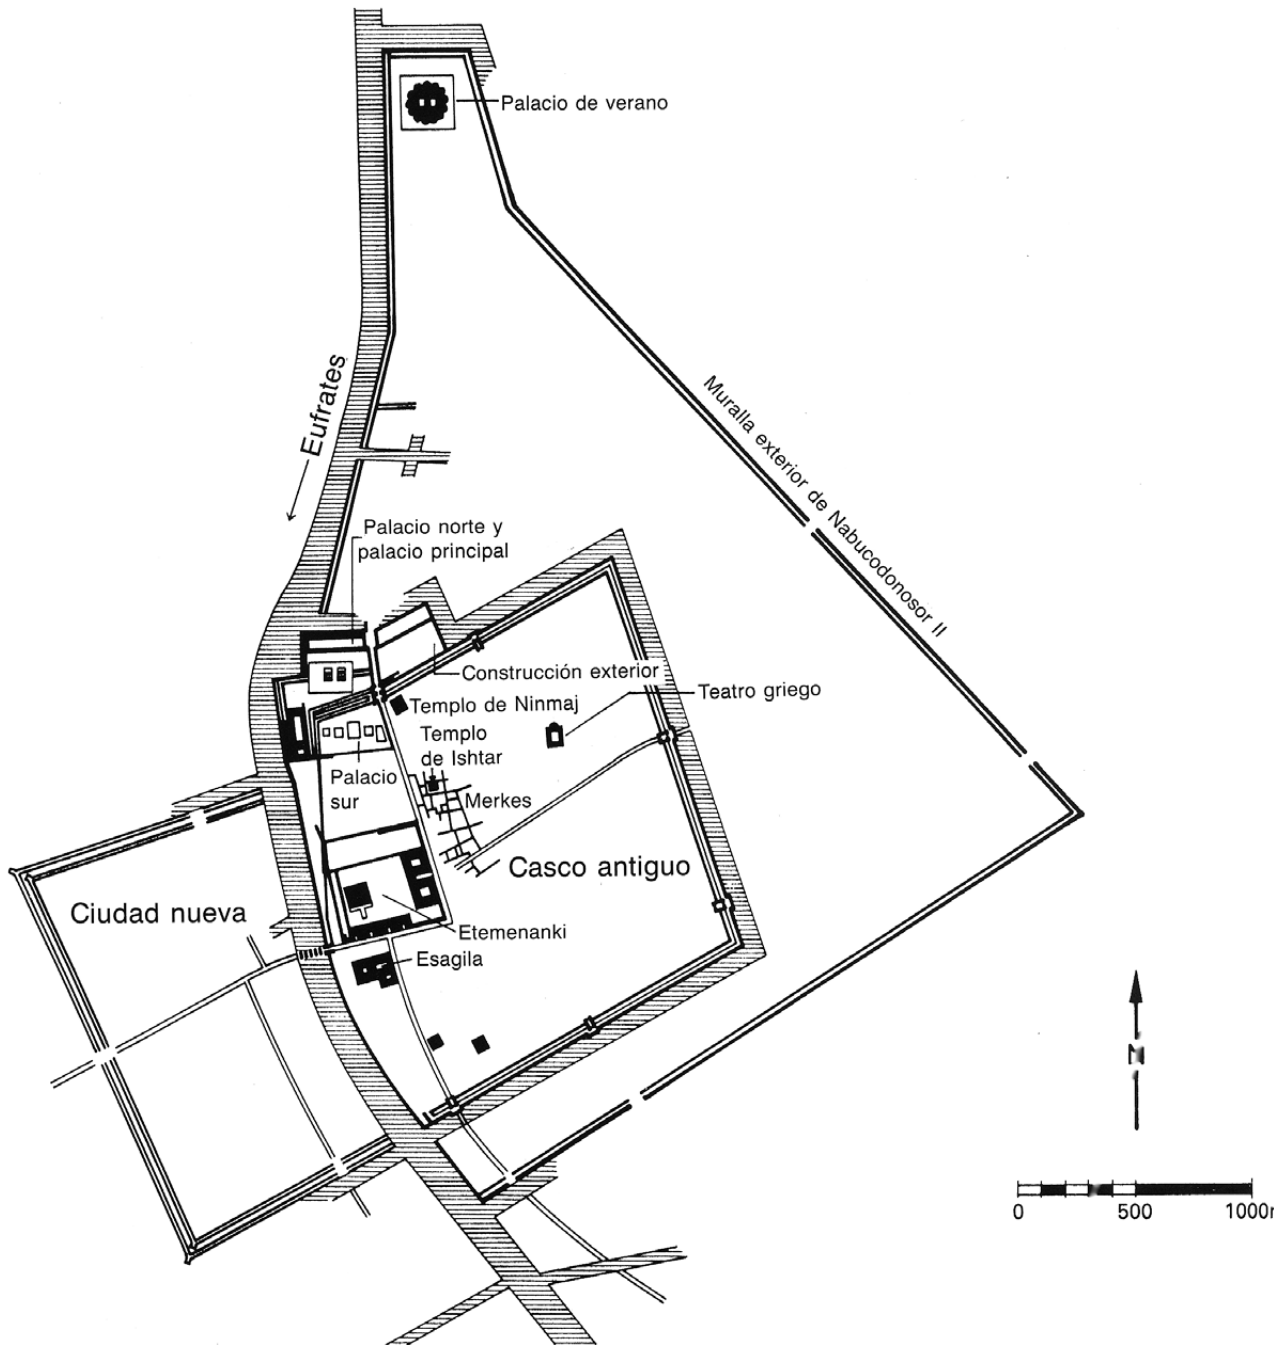 Palacio de verano
Eufrates
Muralla exterior de Nabucodonosor II
Palacio norte y
palacio principal
Construcción exterior
Teatro griego
Templo de Ninmaj
Templo
de Ishtar
Palacio
sur
Merkes
Casco antiguo
Ciudad nueva
Etemenanki
Esagila
N
0 500 1000m